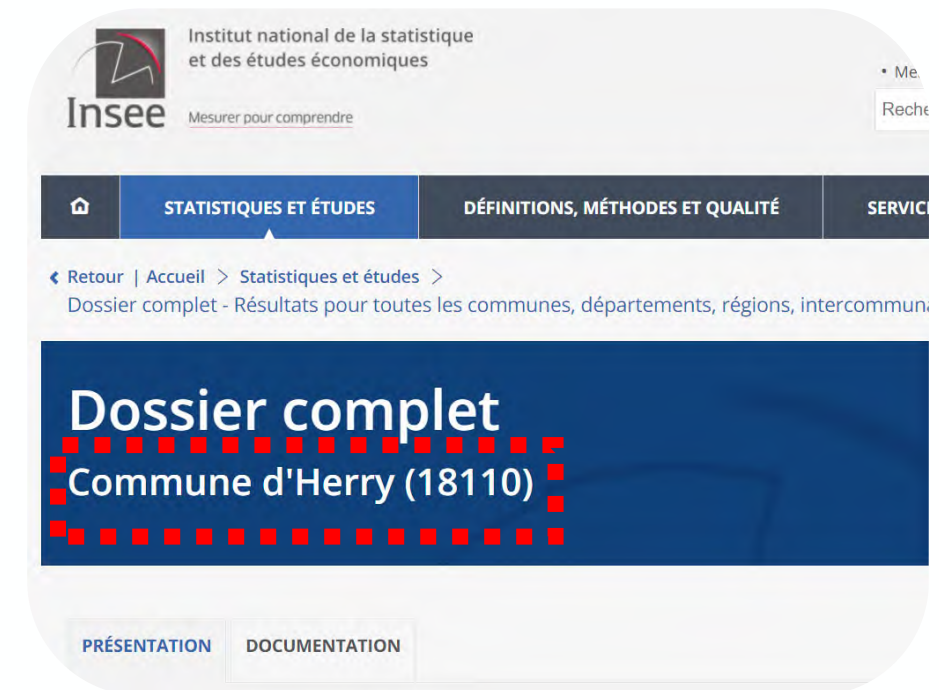 Institut national de la statistique
et des études économiques
Insee
Mesurer pour comprendre
STATISTIQUES ET ÉTUDES
DÉFINITIONS, MÉTHODES ET QUALITÉ
Retour | Accueil > Statistiques et études >
Dossier complet - Résultats pour toutes les communes, départements, régions,
Dossier complet
Commune d'Herry (18110)
PRÉSENTATION
DOCUMENTATION